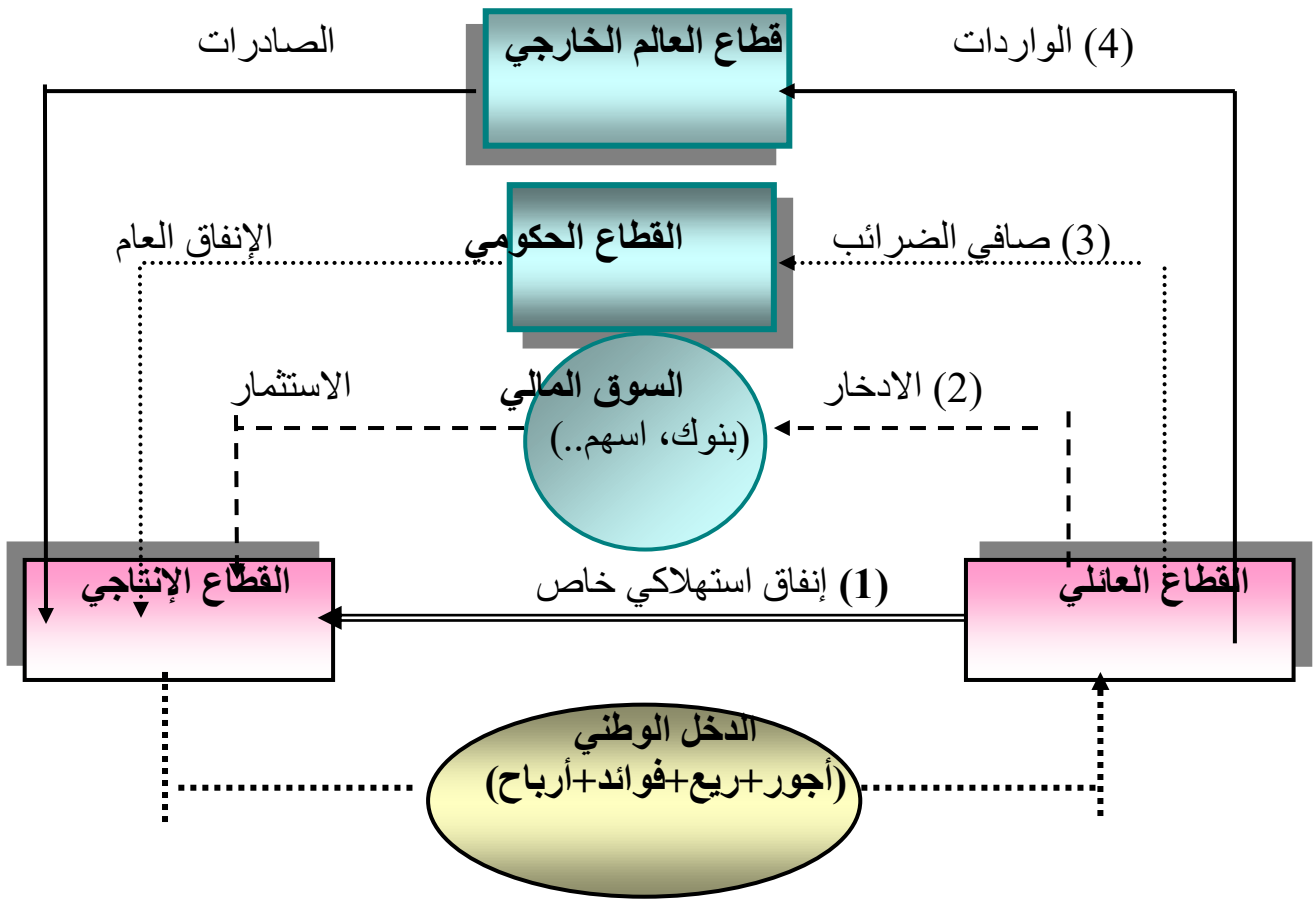 قطاع العالم الخارجي
(4) الواردات
الصادرات
القطاع الحكومي
(3) صافي الضرائب
الإنفاق العام
السوق المالي
(بنوك، اسهم..)
(2) الادخار
الاستثمار
القطاع العائلي
(1) إنفاق استهلاكي خاص
القطاع الإنتاجي
الدخل الوطني
(أجور+ريع+فوائد+أرباح)